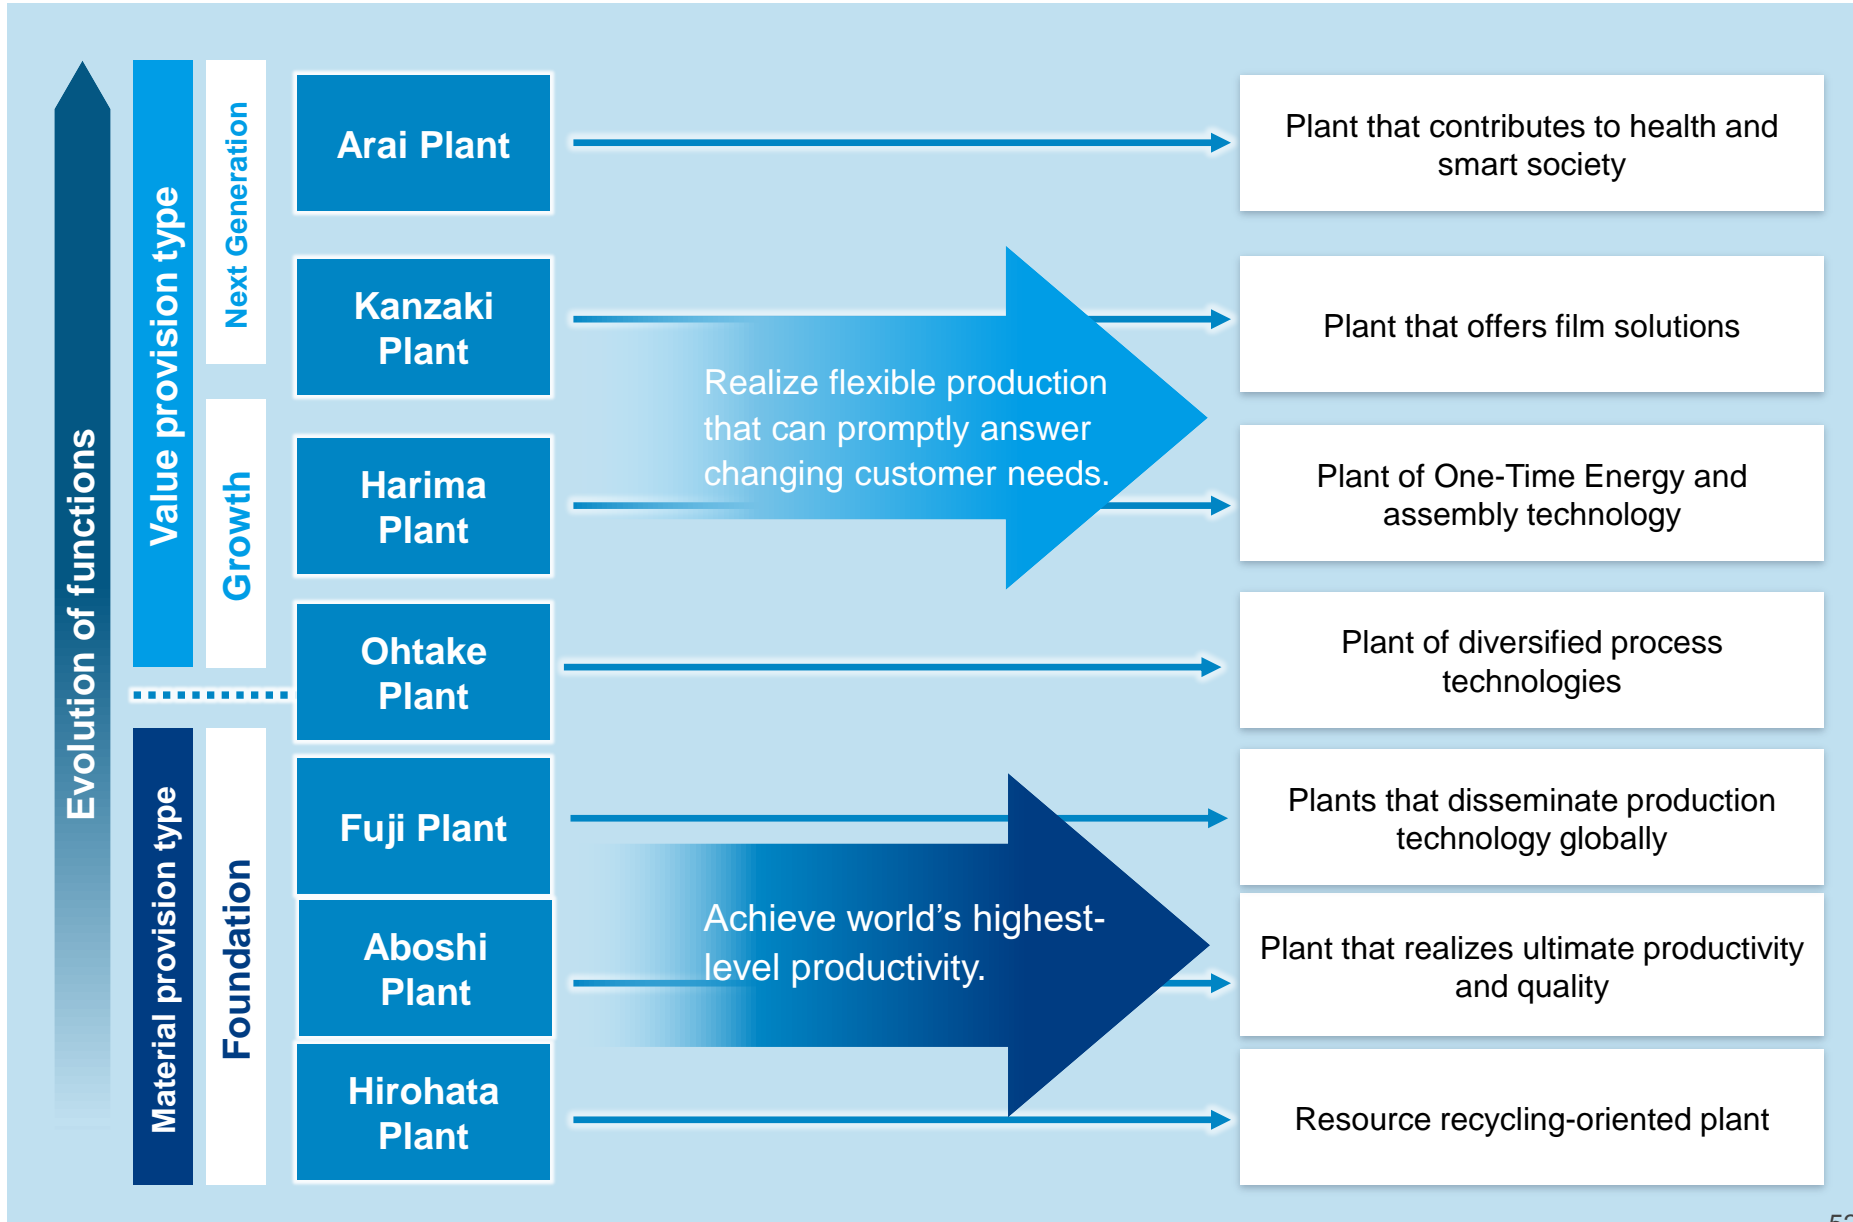 Evolution of functions
Value provision type
Next Generation
Growth
Material provision type
Foundation
Arai Plant
Plant that contributes to health and
smart society
Kanzaki
Plant
Plant that offers film solutions
Realize flexible production
that can promptly answer
changing customer needs.
Harima
Plant
Plant of One-Time Energy and
assembly technology
Ohtake
Plant
Plant of diversified process
technologies
Fuji Plant
Plants that disseminate production
technology globally
Achieve world’s highest-
level productivity.
Aboshi
Plant
Plant that realizes ultimate productivity
and quality
Hirohata
Plant
Resource recycling-oriented plant